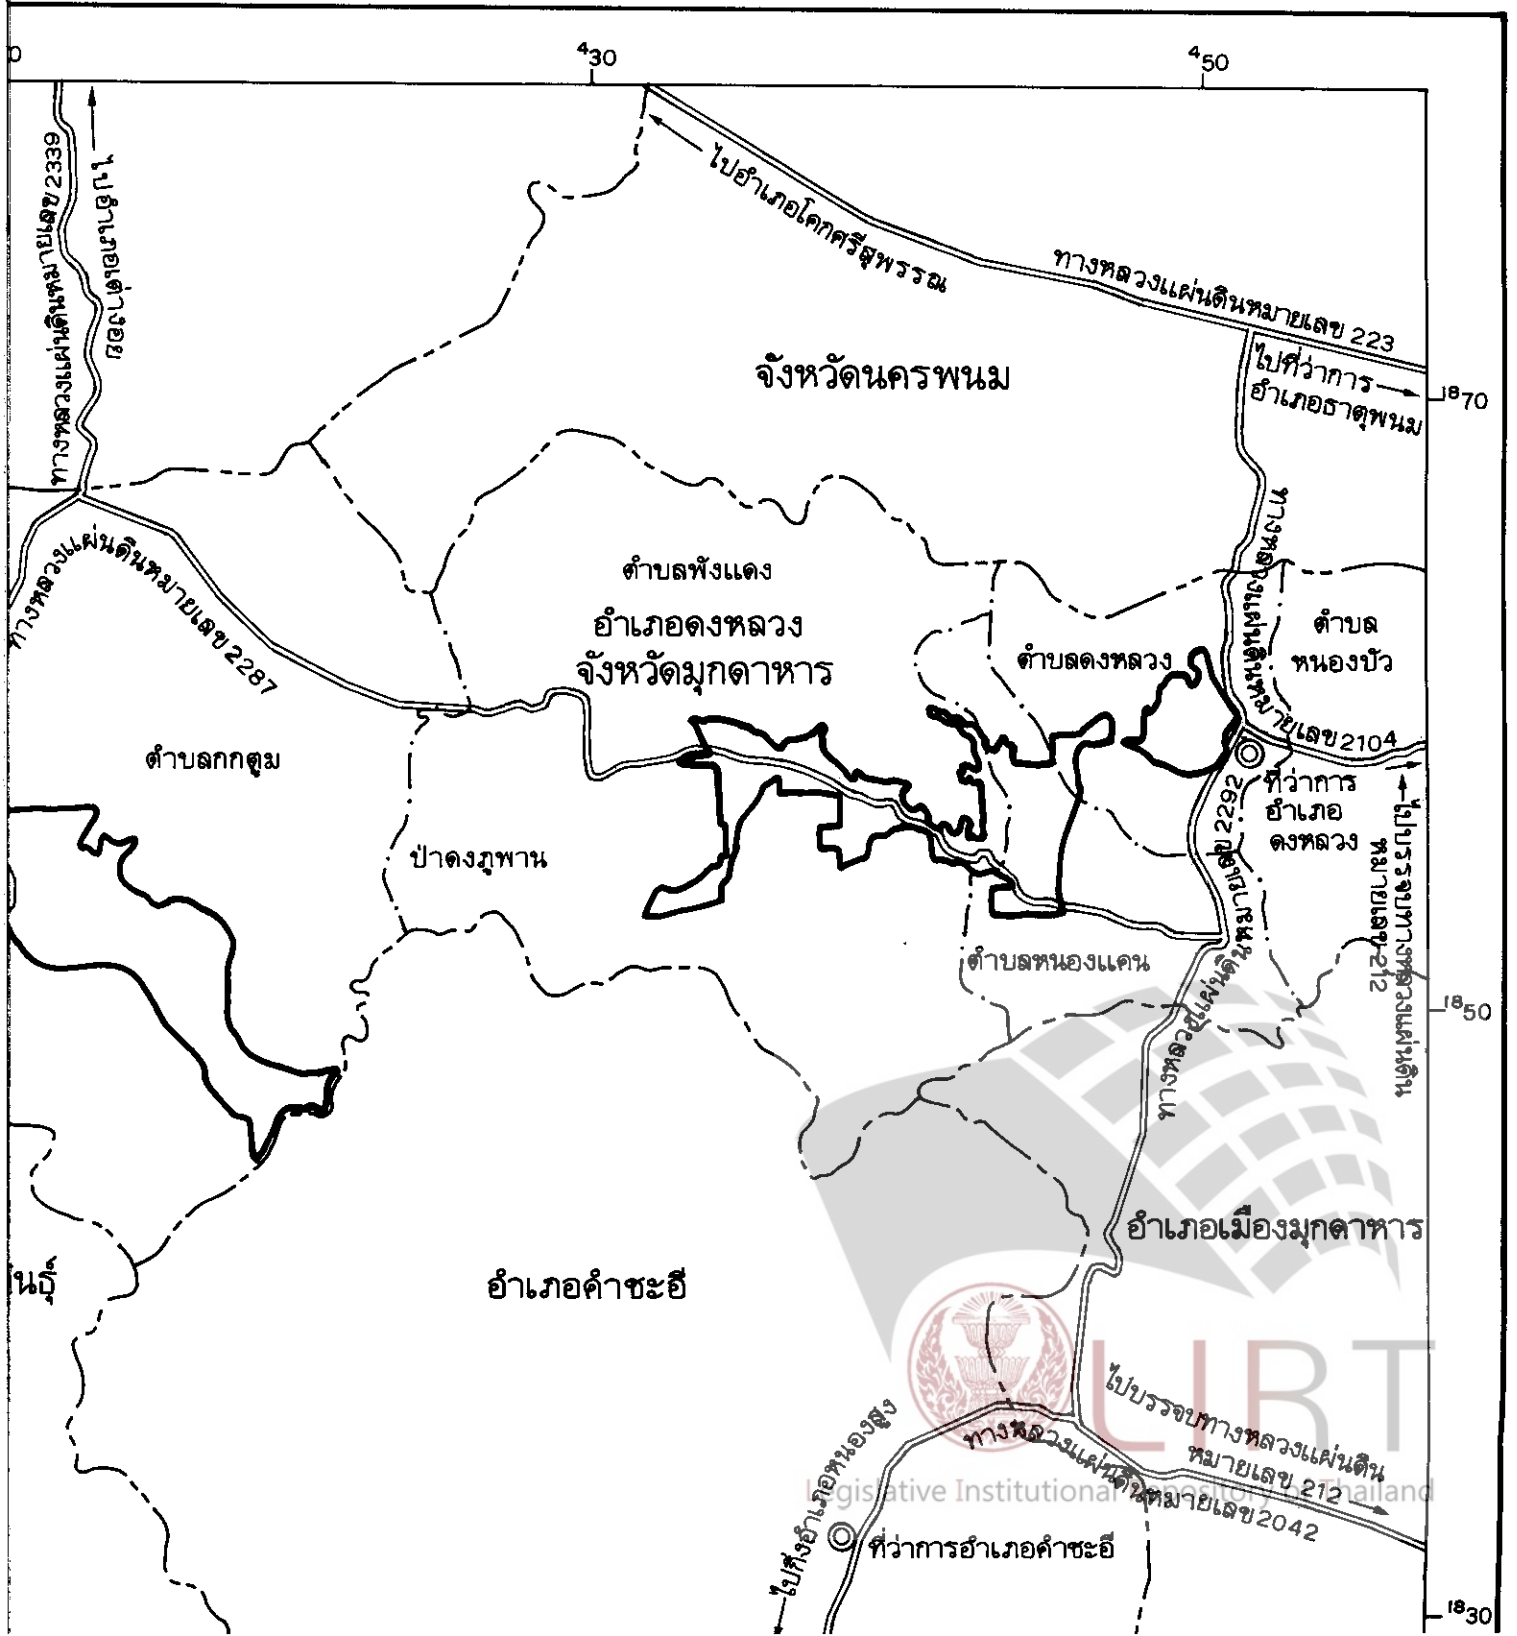 ⁴30
⁴50
ทางหลวงแผ่นดินหมายเลข 2339
ไปอำเภอเต่างอย
ไปอำเภอโคกศรีสุพรรณ
ทางหลวงแผ่นดินหมายเลข 223
ไปที่ว่าการ
อำเภอธาตุพนม
จังหวัดนครพนม
¹⁸70
ทางหลวงแผ่นดินหมายเลข 2287
ตำบลพังแดง
อำเภอดงหลวง
จังหวัดมุกดาหาร
ตำบลดงหลวง
ทางหลวงแผ่นดินหมายเลข 2104
ตำบล
หนองบัว
ตำบลกกตูม
ป่าดงภูพาน
ที่ว่าการ
อำเภอ
ดงหลวง
ไปบรรจบทางหลวงแผ่นดิน
หมายเลข 212
ทางหลวงแผ่นดินหมายเลข 2292
ตำบลหนองแคน
¹⁸50
อำเภอเมืองมุกดาหาร
อำเภอคำชะอี
LIRT
Legislative Institutional Repository of Thailand
ไปบรรจบทางหลวงแผ่นดิน
หมายเลข 212
ทางหลวงแผ่นดินหมายเลข 2042
ไปกิ่งอำเภอหนองสูง
ที่ว่าการอำเภอคำชะอี
¹⁸30